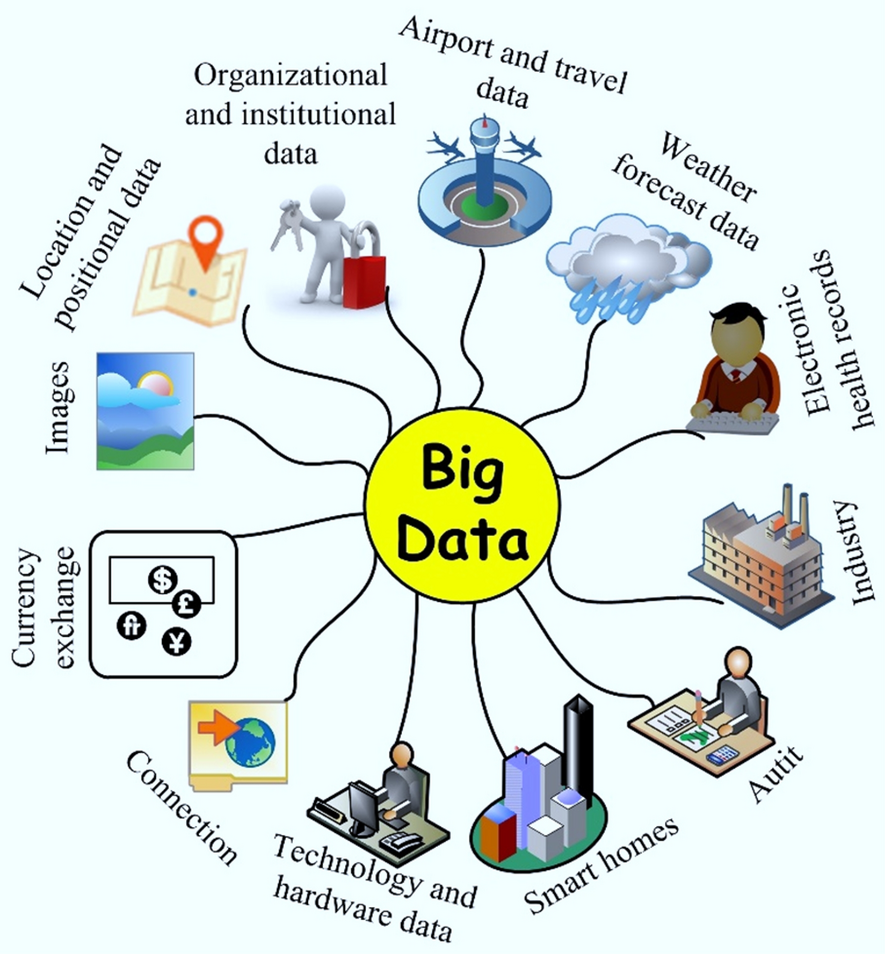 Airport and travel
data
Organizational
and institutional
data
Weather
forecast data
Location and
positional data
Electronic
health records
Images
Big
Data
Industry
Currency
exchange
$
£
₶
¥
Autit
Connection
Smart homes
Technology and
hardware data